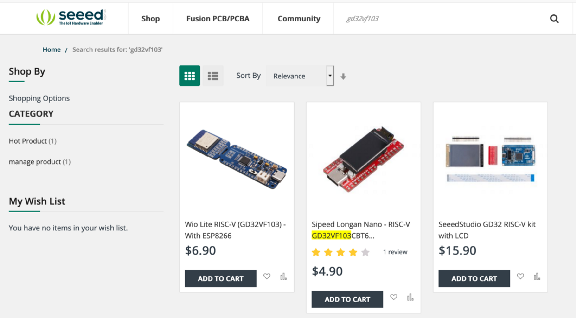 seeed
The IoT Hardware Enabler
Shop
Fusion PCB/PCBA
Community
gd32vf103
Home / Search results for: 'gd32vf103'
Shop By
Shopping Options
CATEGORY
Hot Product (1)
manage product (1)
My Wish List
You have no items in your wish list.
Sort By Relevance
Wio Lite RISC-V (GD32VF103) -
With ESP8266
$6.90
ADD TO CART
Sipeed Longan Nano - RISC-V
GD32VF103CBT6...
1 review
$4.90
ADD TO CART
SeeedStudio GD32 RISC-V kit
with LCD
$15.90
ADD TO CART